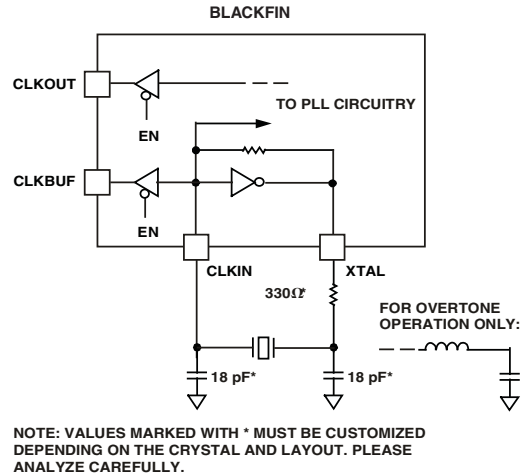 BLACKFIN
CLKOUT
TO PLL CIRCUITRY
EN
CLKBUF
EN
CLKIN
XTAL
330Ω*
FOR OVERTONE
OPERATION ONLY:
18 pF*
18 pF*
NOTE: VALUES MARKED WITH * MUST BE CUSTOMIZED
DEPENDING ON THE CRYSTAL AND LAYOUT. PLEASE
ANALYZE CAREFULLY.